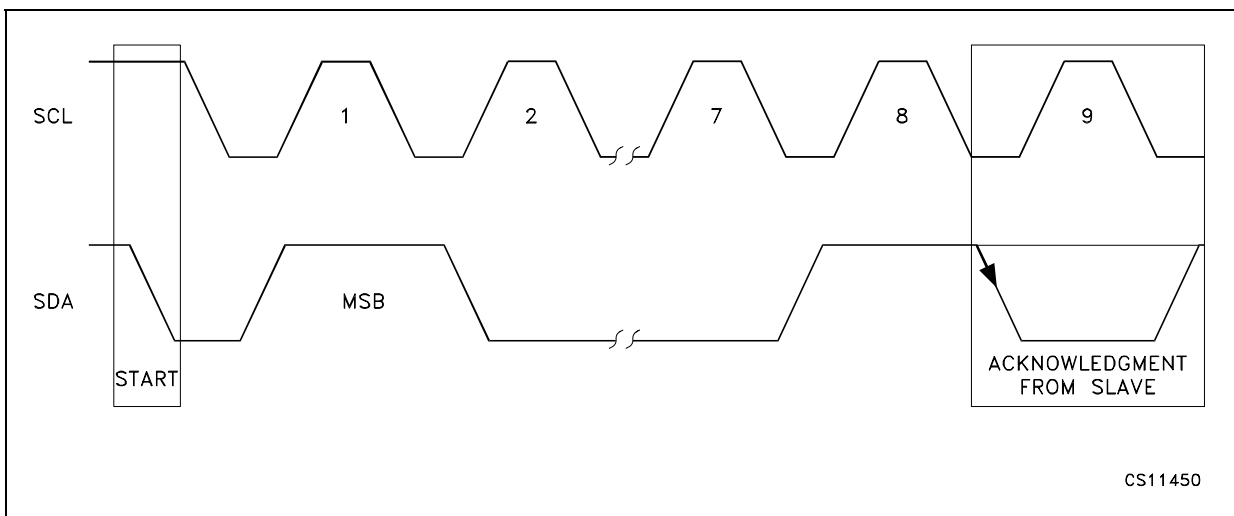 SCL
1
2
7
8
9
SDA
MSB
START
ACKNOWLEDGMENT
FROM SLAVE
CS11450